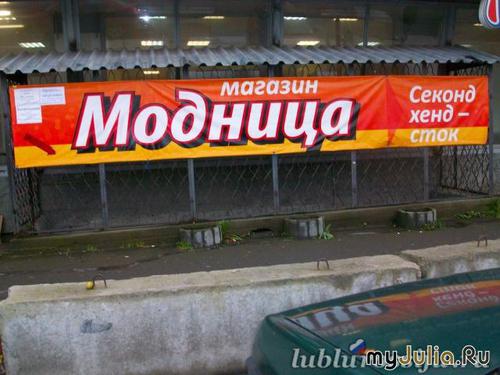 магазин
Модница
Секонд
хенд –
сток
myJulia.Ru